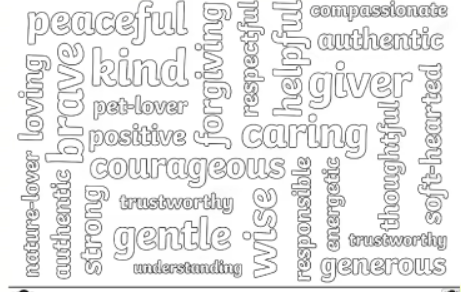 peaceful
forgiving
respectful
helpful
compassionate
authentic
loving
brave
kind
giver
pet-lover
positive
caring
thoughtful
soft-hearted
courageous
nature-lover
authentic
strong
trustworthy
wise
responsible
energetic
gentle
trustworthy
understanding
generous